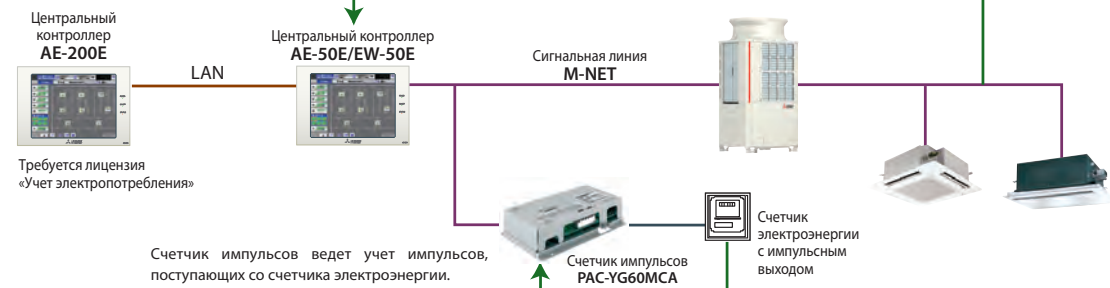 Центральный
контроллер
AE-200E
Центральный контроллер
AE-50E/EW-50E
LAN
Сигнальная линия
M-NET
Требуется лицензия
«Учет электропотребления»
Счетчик импульсов ведет учет импульсов,
поступающих со счетчика электроэнергии.
Счетчик импульсов
PAC-YG60MCA
Счетчик
электроэнергии
с импульсным
выходом